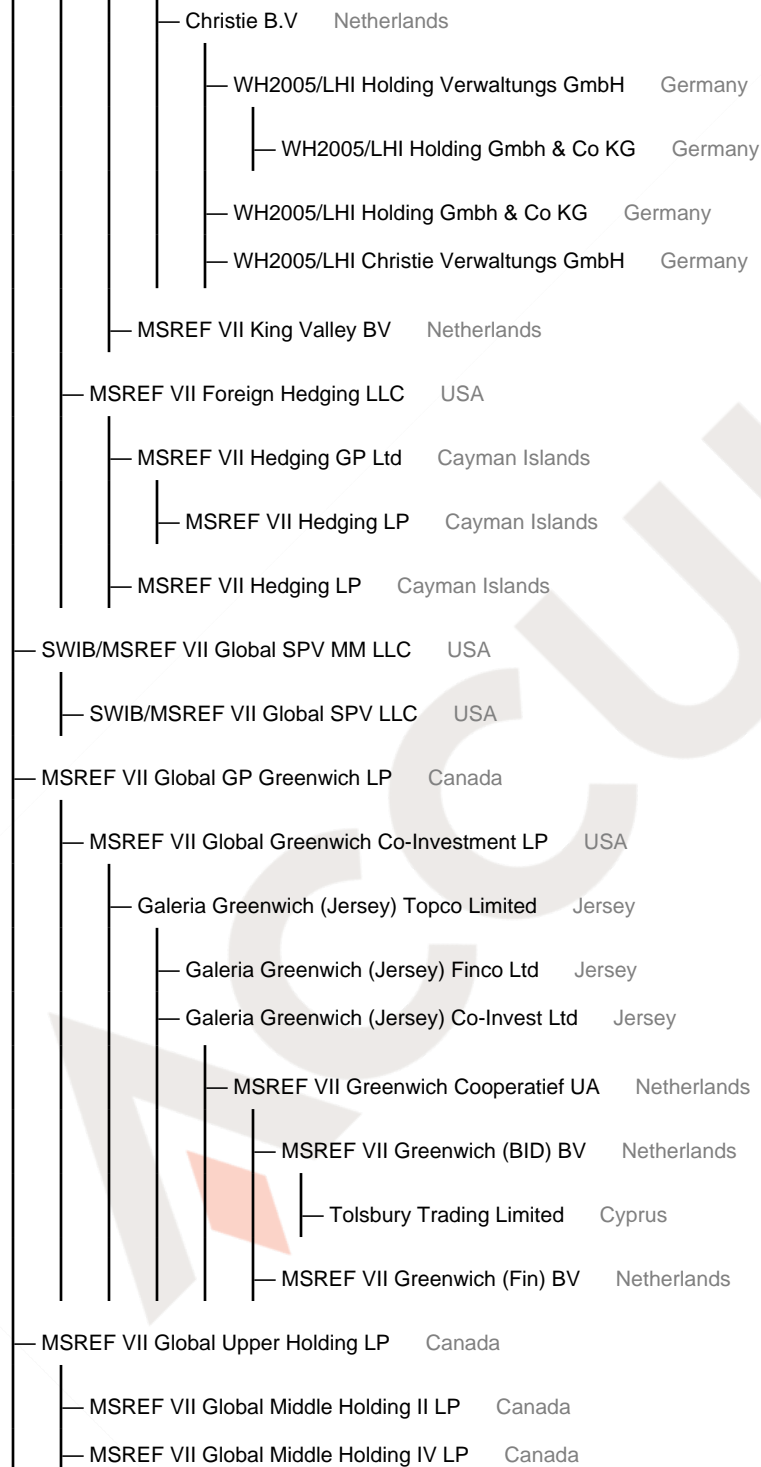 Christie B.V Netherlands
WH2005/LHI Holding Verwaltungs GmbH Germany
WH2005/LHI Holding Gmbh & Co KG Germany
WH2005/LHI Holding Gmbh & Co KG Germany
WH2005/LHI Christie Verwaltungs GmbH Germany
MSREF VII King Valley BV Netherlands
MSREF VII Foreign Hedging LLC USA
MSREF VII Hedging GP Ltd Cayman Islands
MSREF VII Hedging LP Cayman Islands
MSREF VII Hedging LP Cayman Islands
SWIB/MSREF VII Global SPV MM LLC USA
SWIB/MSREF VII Global SPV LLC USA
MSREF VII Global GP Greenwich LP Canada
MSREF VII Global Greenwich Co-Investment LP USA
Galeria Greenwich (Jersey) Topco Limited Jersey
Galeria Greenwich (Jersey) Finco Ltd Jersey
Galeria Greenwich (Jersey) Co-Invest Ltd Jersey
MSREF VII Greenwich Cooperatief UA Netherlands
MSREF VII Greenwich (BID) BV Netherlands
Tolsbury Trading Limited Cyprus
MSREF VII Greenwich (Fin) BV Netherlands
MSREF VII Global Upper Holding LP Canada
MSREF VII Global Middle Holding II LP Canada
MSREF VII Global Middle Holding IV LP Canada